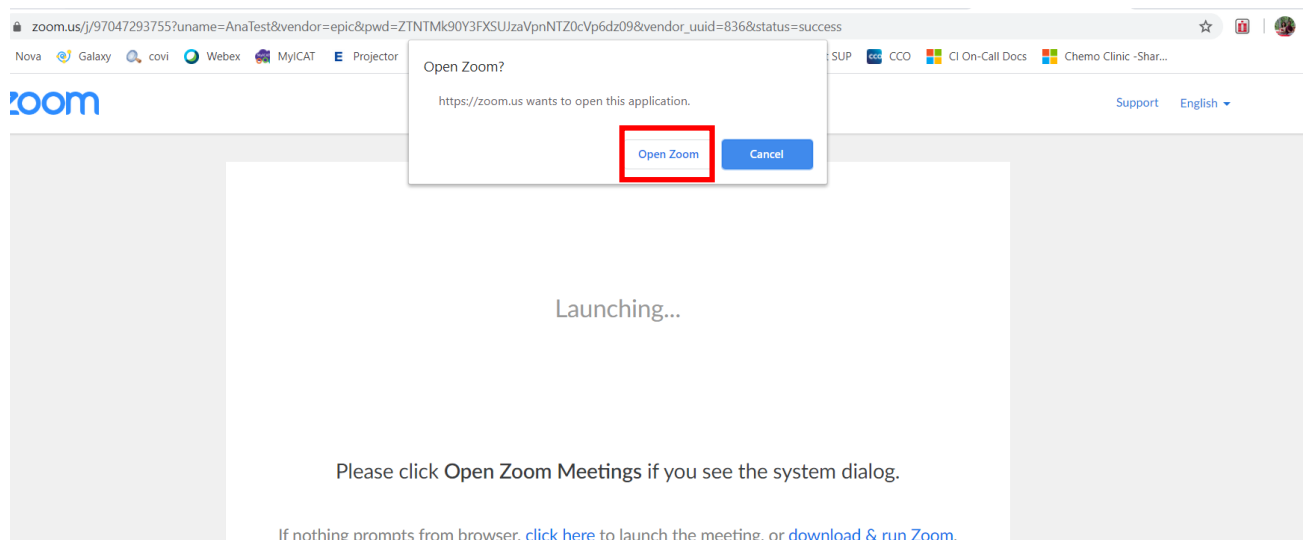 zoom.us/j/97047293755?uname=AnaTest&vendor=epic&pwd=ZTNTMk90Y3FXSUJzaVpnNTZ0cVp6dz09&vendor_uuid=836&status=success
Nova Galaxy covi Webex MyICAT E Projector SUP CCO CI On-Call Docs Chemo Clinic -Shar...
Open Zoom?
https://zoom.us wants to open this application.
Open Zoom Cancel
zoom
Support English
Launching...
Please click Open Zoom Meetings if you see the system dialog.
If nothing prompts from browser, click here to launch the meeting, or download & run Zoom.